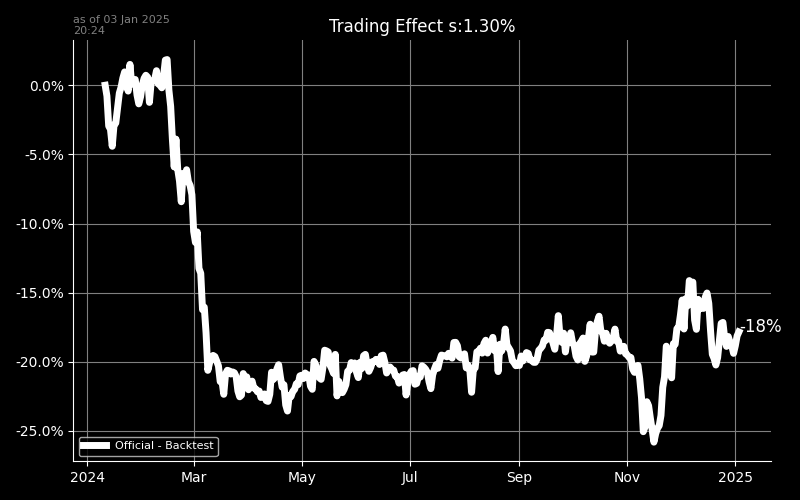 as of 03 Jan 2025
20:24
Trading Effect s:1.30%
0.0%
-5.0%
-10.0%
-15.0%
-18%
-20.0%
-25.0%
Official - Backtest
2024 Mar May Jul Sep Nov 2025